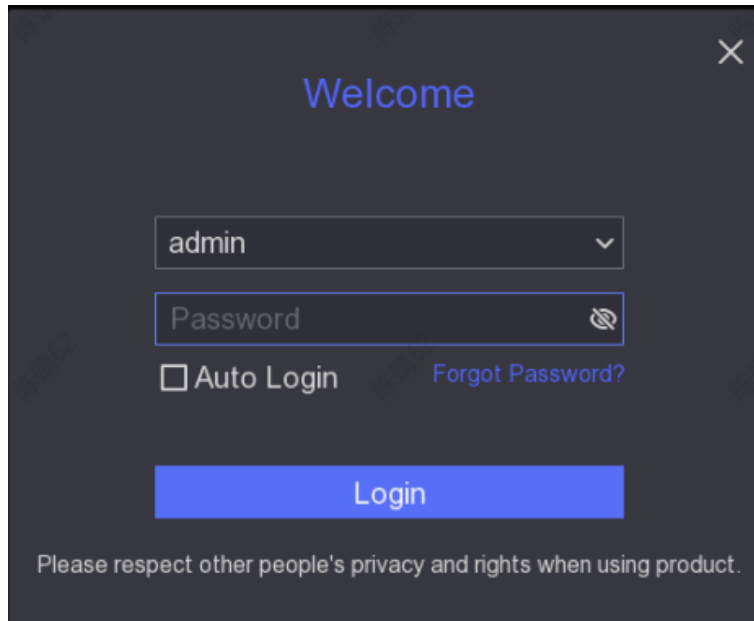 Welcome
admin
Password
Auto Login
Forgot Password?
Login
Please respect other people's privacy and rights when using product.